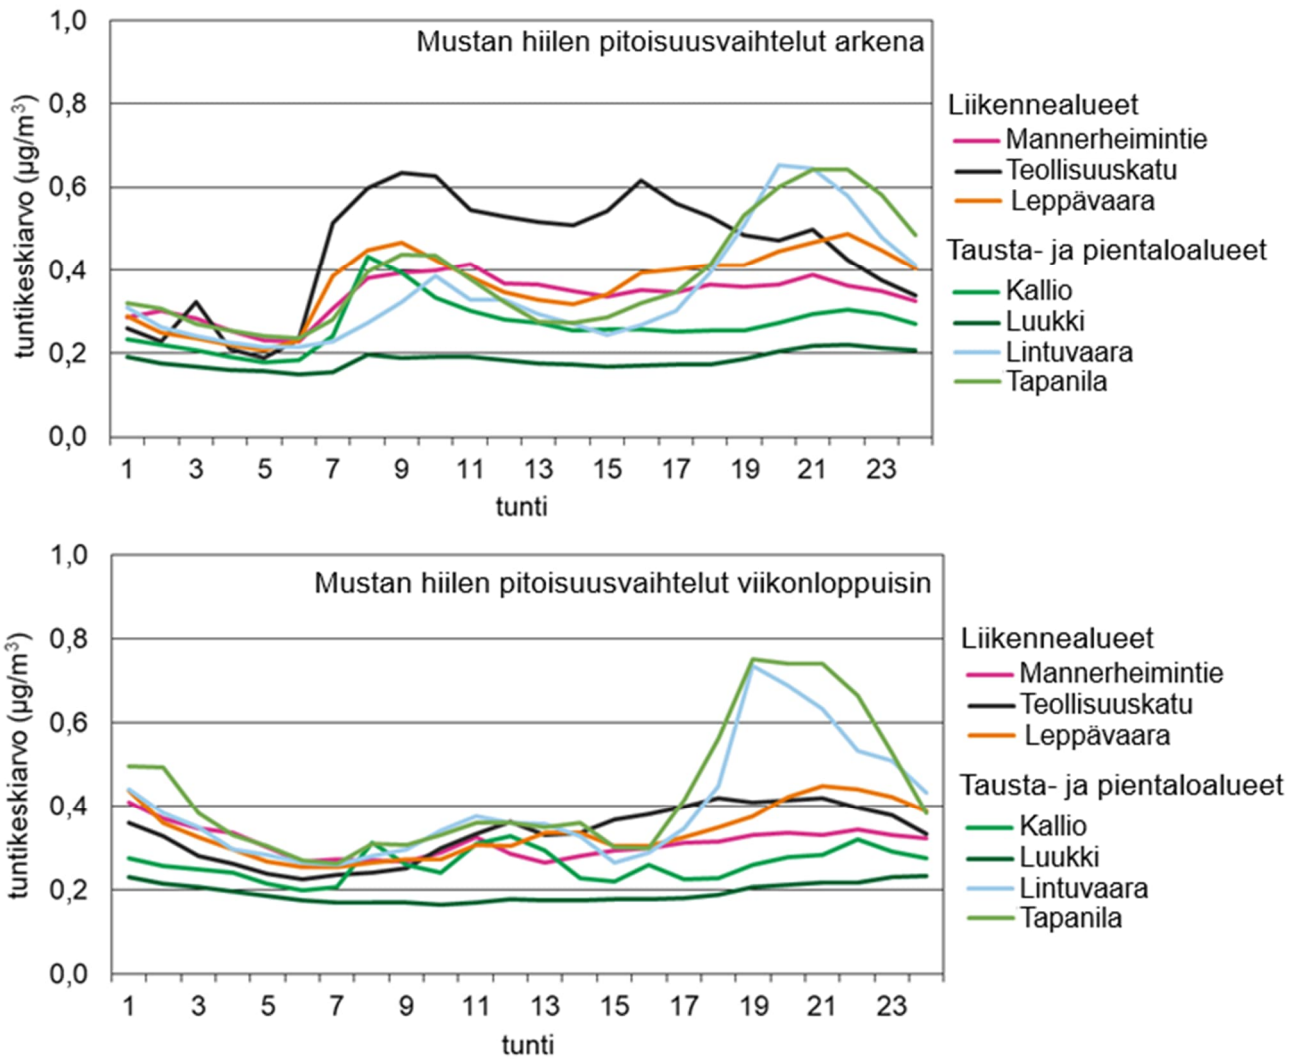 Mustan hiilen pitoisuusvaihtelut arkena
tuntikeskiarvo (µg/m³)
1,0
0,8
0,6
0,4
0,2
0,0
1 3 5 7 9 11 13 15 17 19 21 23
tunti
Liikennealueet
Mannerheimintie
Teollisuuskatu
Leppävaara
Tausta- ja pientaloalueet
Kallio
Luukki
Lintuvaara
Tapanila
Mustan hiilen pitoisuusvaihtelut viikonloppuisin
tuntikeskiarvo (µg/m³)
1,0
0,8
0,6
0,4
0,2
0,0
1 3 5 7 9 11 13 15 17 19 21 23
tunti
Liikennealueet
Mannerheimintie
Teollisuuskatu
Leppävaara
Tausta- ja pientaloalueet
Kallio
Luukki
Lintuvaara
Tapanila